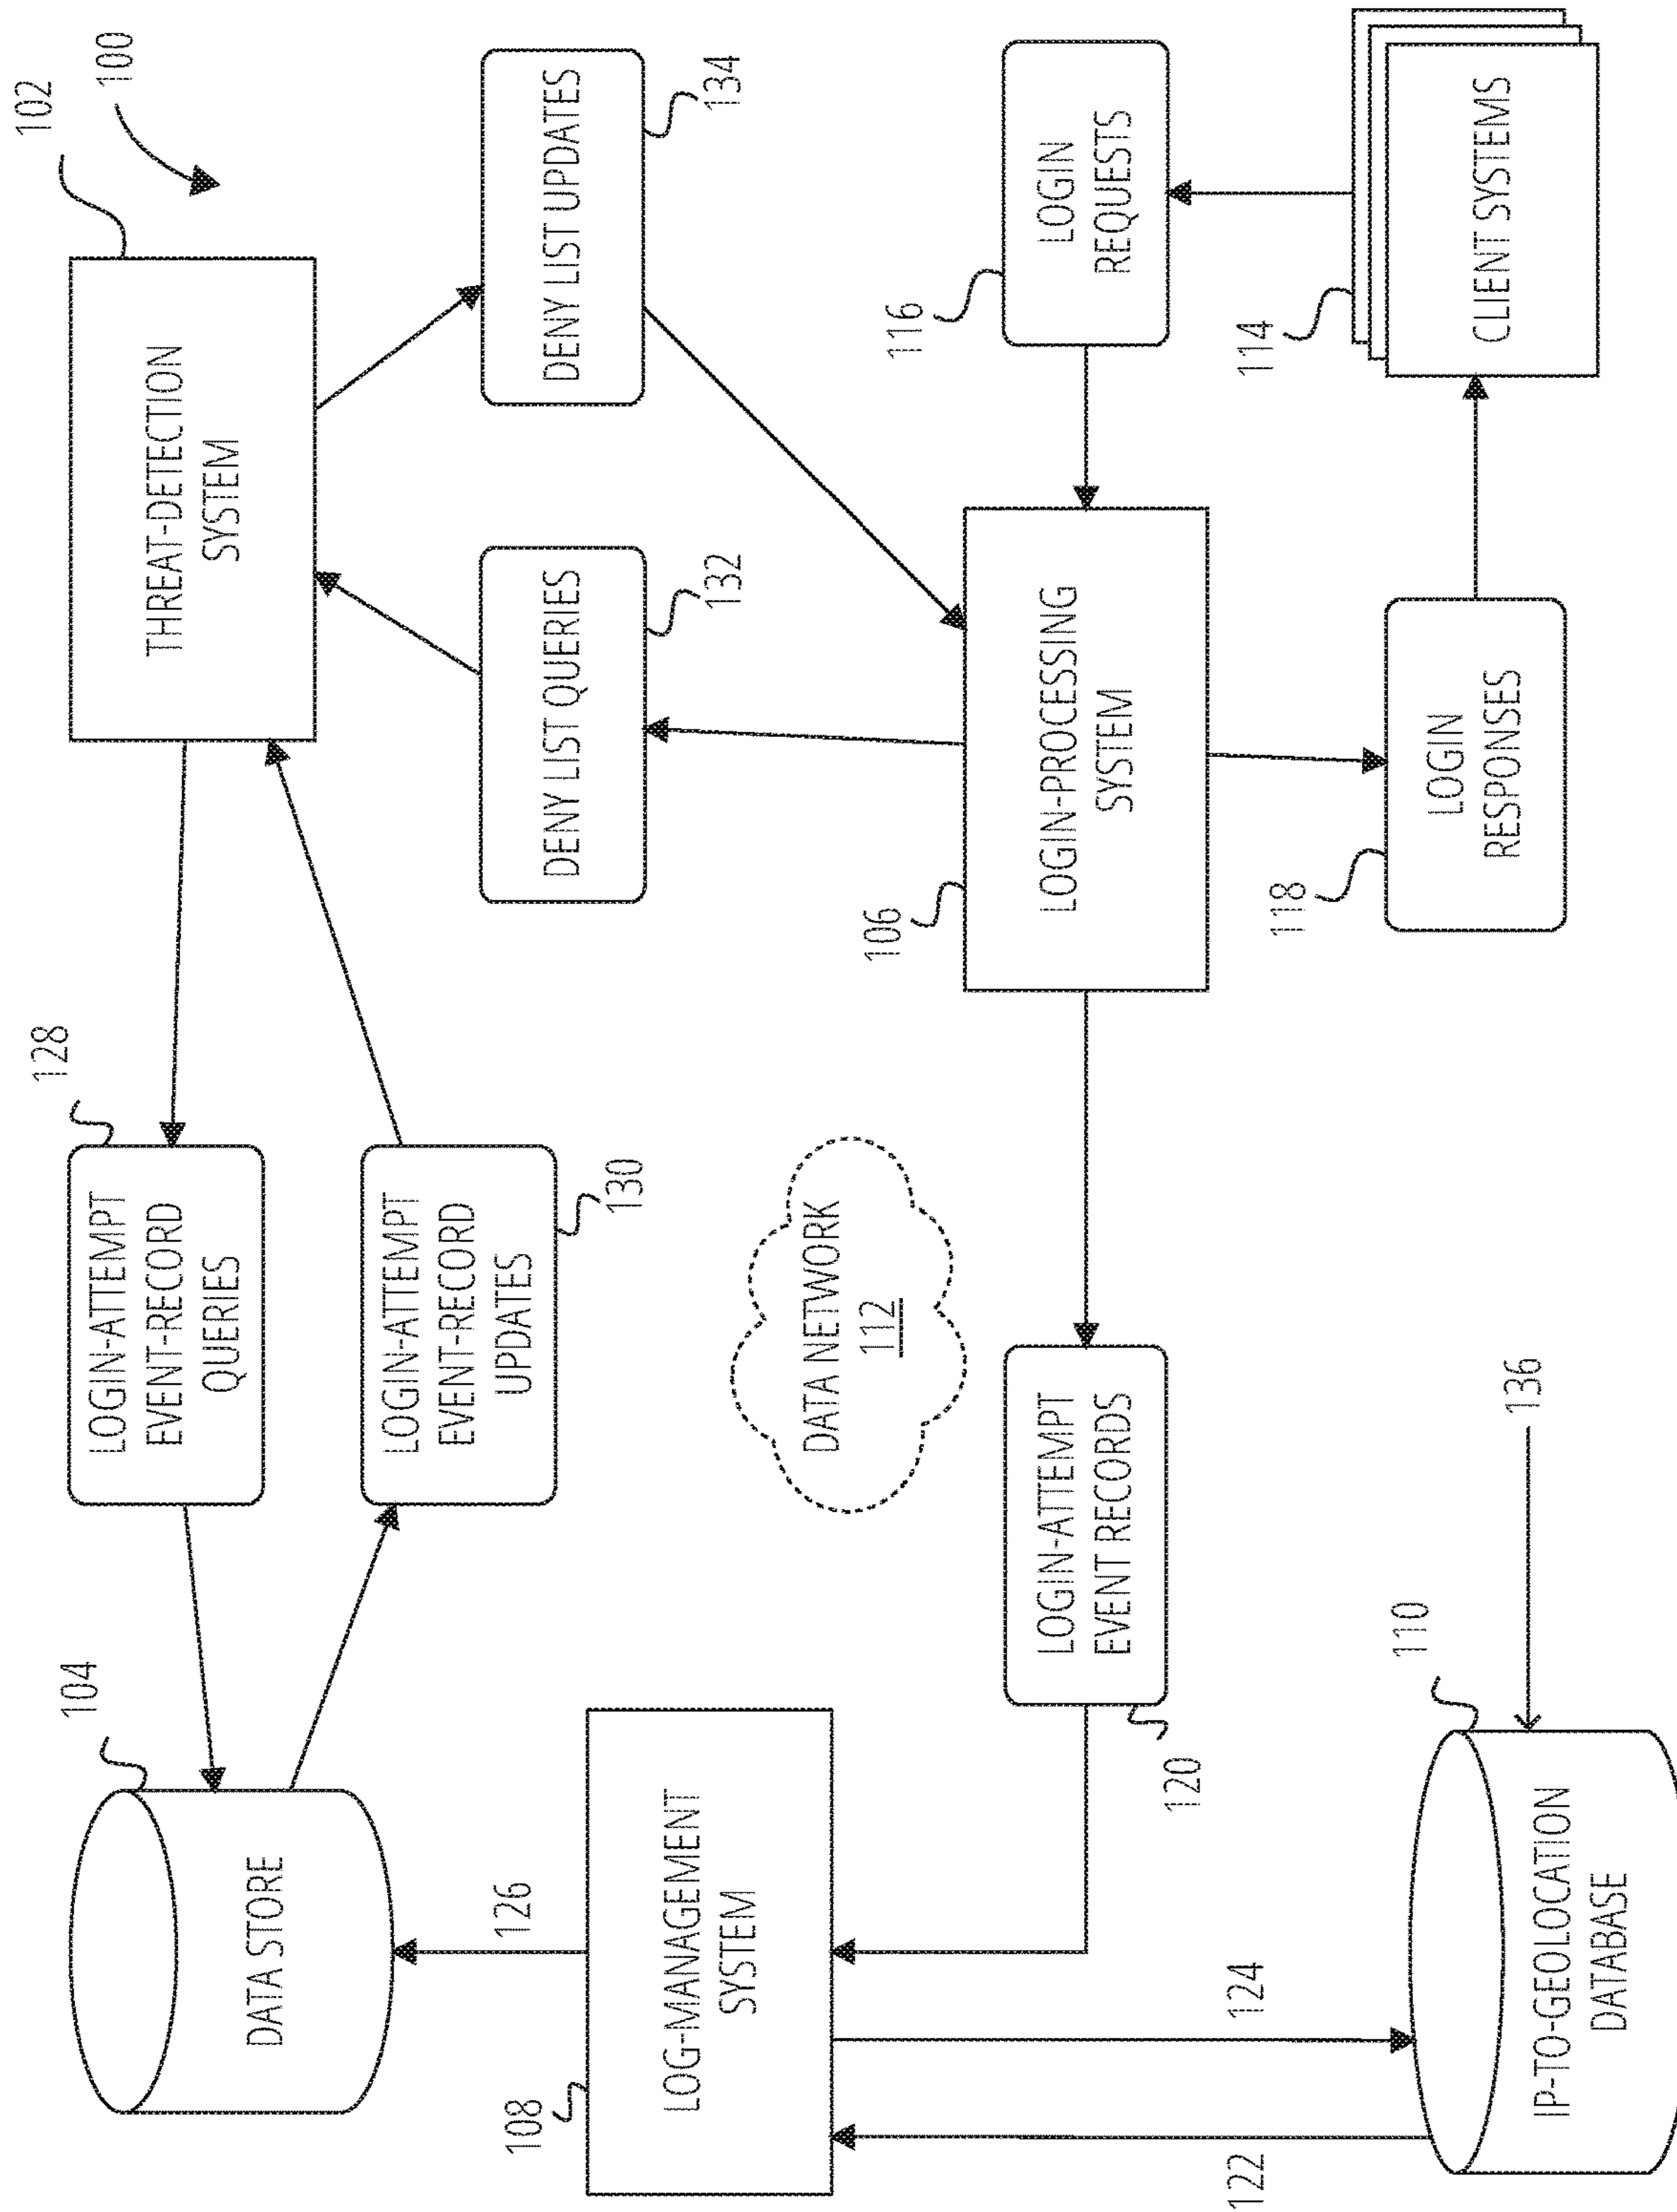 104
DATA STORE
128
LOGIN-ATTEMPT
EVENT-RECORD
QUERIES
LOGIN-ATTEMPT
EVENT-RECORD
UPDATES
130
102
100
THREAT-DETECTION
SYSTEM
126
108
LOG-MANAGEMENT
SYSTEM
DATA NETWORK
112
DENY LIST QUERIES
132
DENY LIST UPDATES
134
106
LOGIN-PROCESSING
SYSTEM
116
LOGIN
REQUESTS
LOGIN-ATTEMPT
EVENT RECORDS
120
122
124
110
136
IP-TO-GEOLOCATION
DATABASE
118
LOGIN
RESPONSES
114
CLIENT SYSTEMS